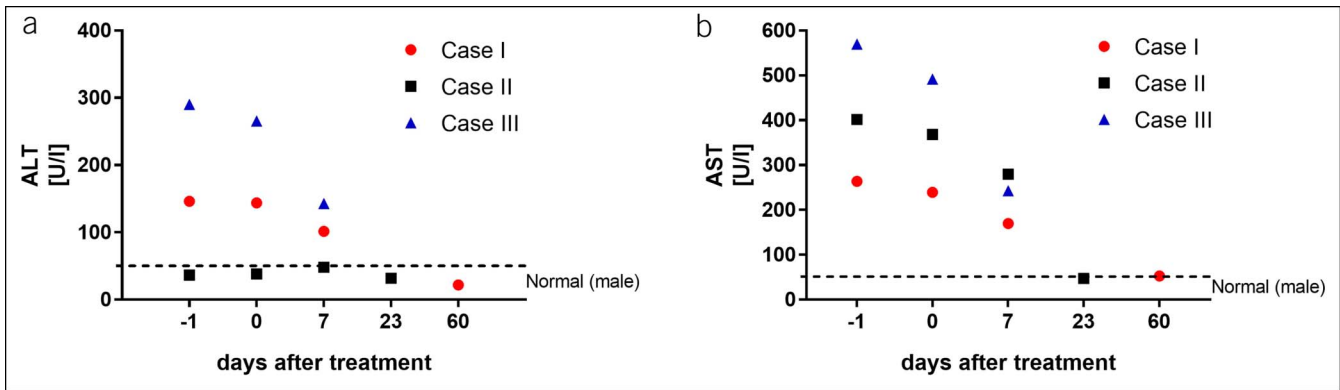 a
400
300
200
100
0
ALT
[U/l]
Case I
Case II
Case III
Normal (male)
-1 0 7 23 60
days after treatment
b
600
500
400
300
200
100
0
AST
[U/l]
Case I
Case II
Case III
Normal (male)
-1 0 7 23 60
days after treatment